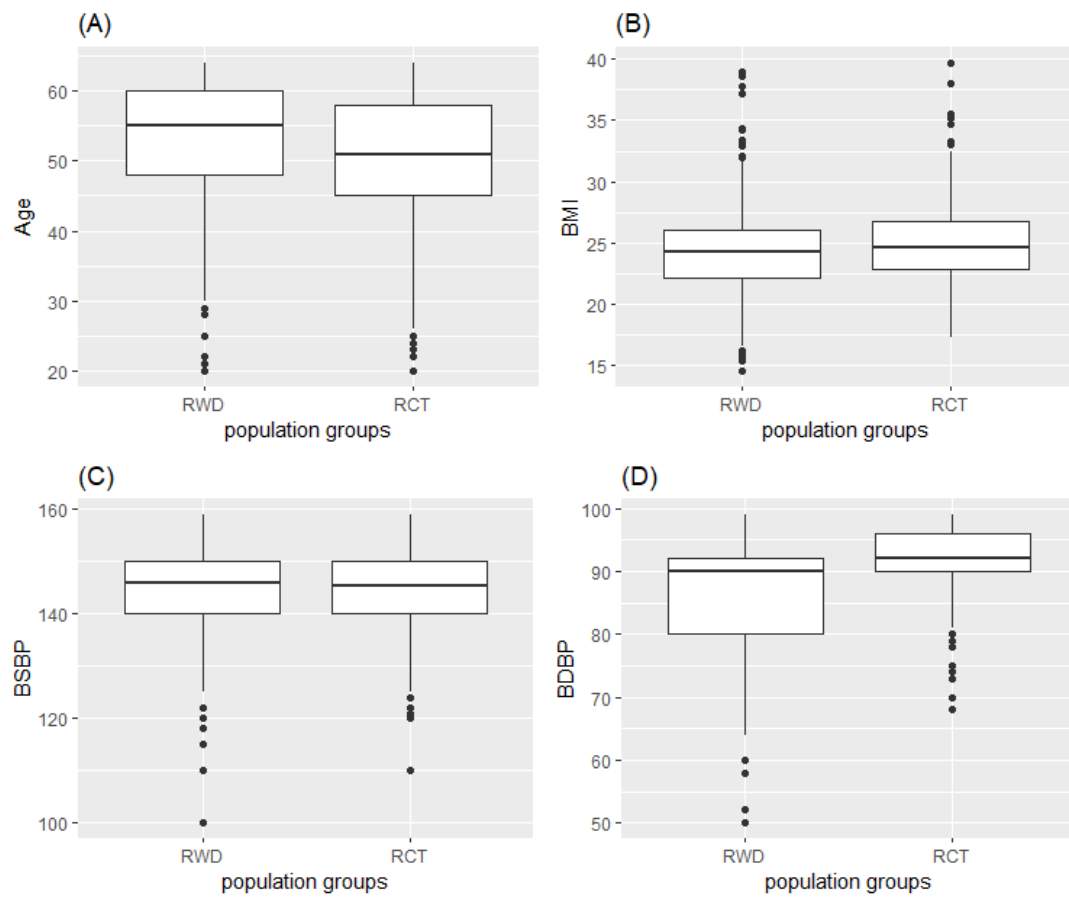 (A)
Age
60
50
40
30
20
RWD
RCT
population groups
(B)
BMI
40
35
30
25
20
15
RWD
RCT
population groups
(C)
BSBP
160
140
120
100
RWD
RCT
population groups
(D)
BDBP
100
90
80
70
60
50
RWD
RCT
population groups